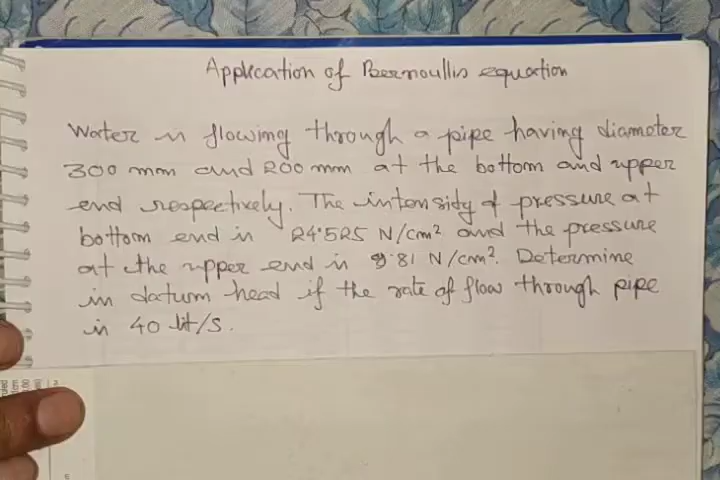 Application of Bernoullis equation
Water is flowing through a pipe having diameter
300 mm and 200 mm at the bottom and upper
end respectively. The intensity of pressure at
bottom end is 24.525 N/cm² and the pressure
at the upper end is 9.81 N/cm². Determine
in datum head if the rate of flow through pipe
is 40 lit/s.